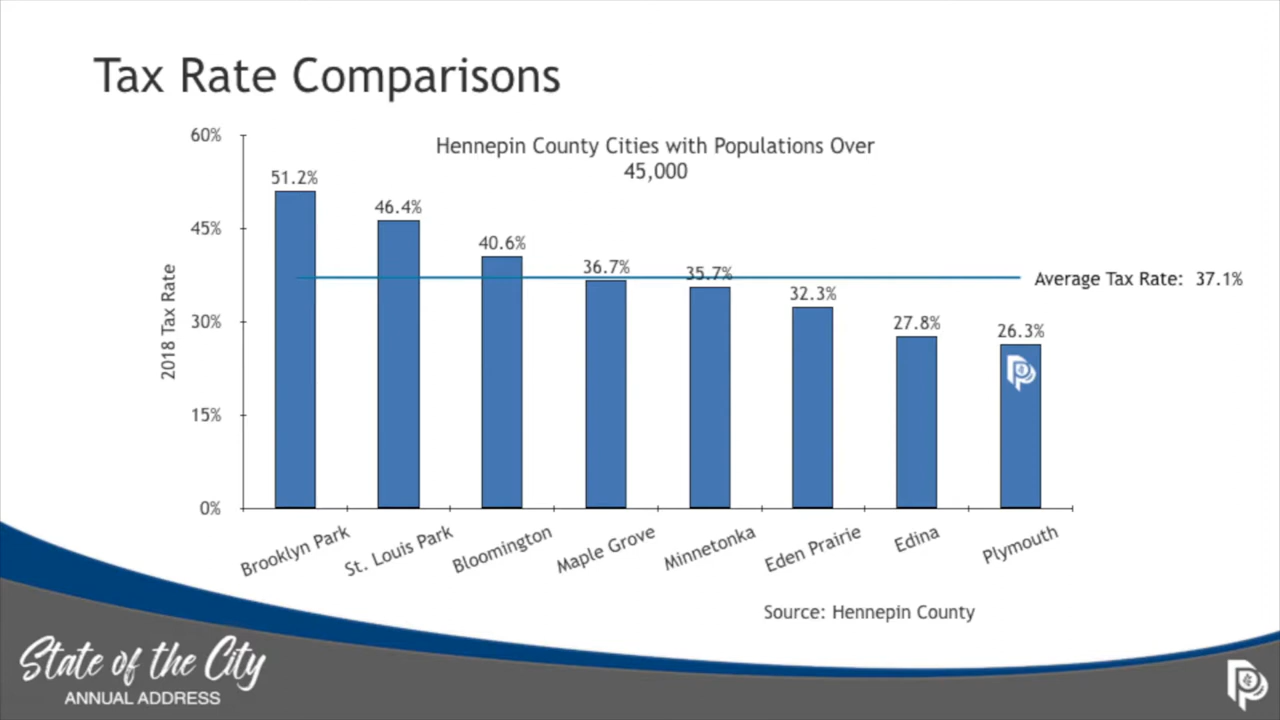 Tax Rate Comparisons
Hennepin County Cities with Populations Over
45,000
60%
45%
30%
15%
0%
2018 Tax Rate
51.2%
46.4%
40.6%
36.7%
35.7%
32.3%
27.8%
26.3%
Average Tax Rate: 37.1%
Brooklyn Park
St. Louis Park
Bloomington
Maple Grove
Minnetonka
Eden Prairie
Edina
Plymouth
Source: Hennepin County
State of the City
ANNUAL ADDRESS